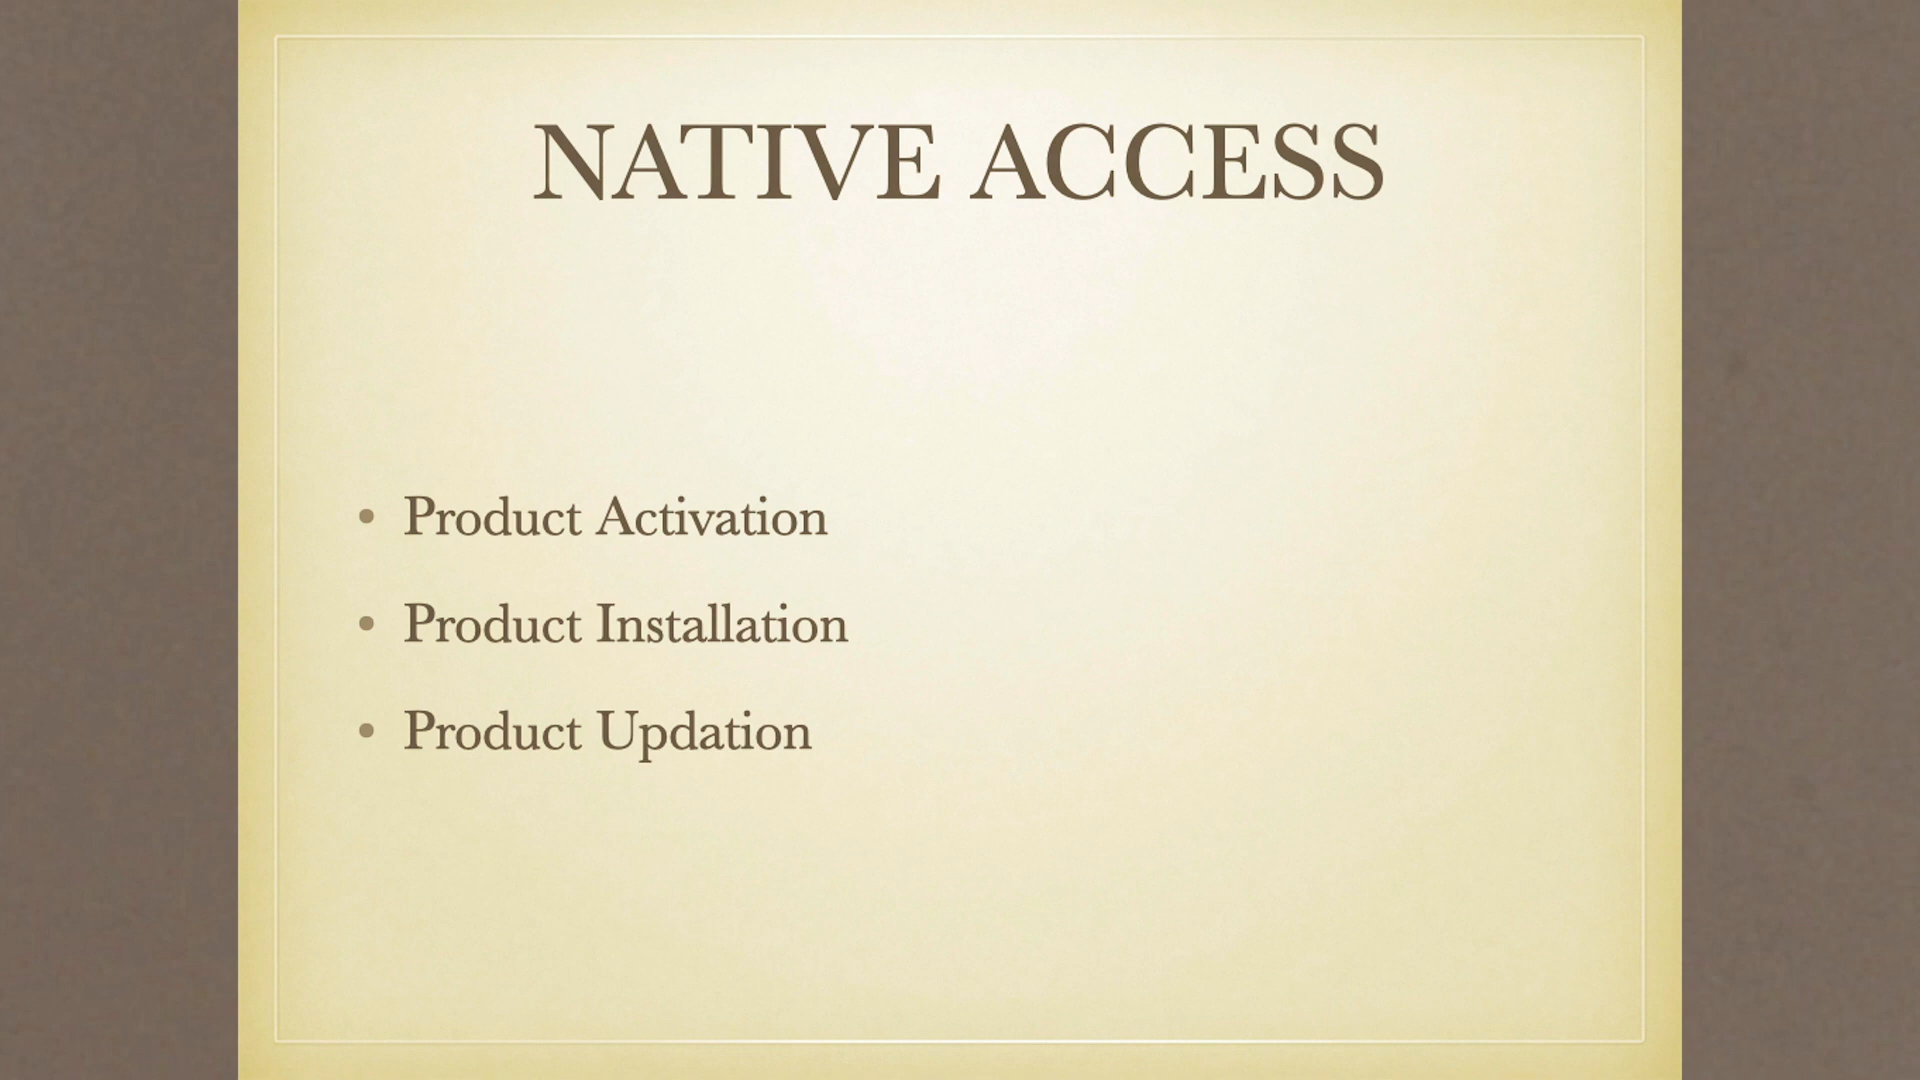 NATIVE ACCESS
• Product Activation
• Product Installation
• Product Updation